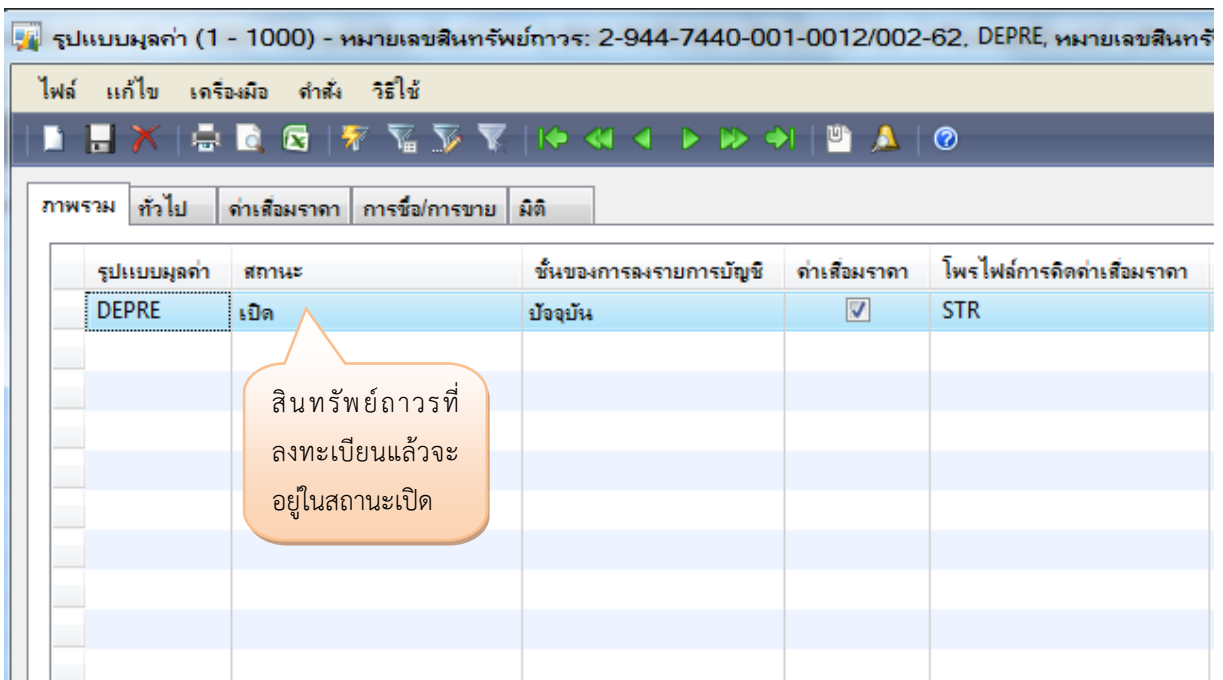 รูปแบบมูลค่า (1 - 1000) - หมายเลขสินทรัพย์ถาวร: 2-944-7440-001-0012/002-62, DEPRE, หมายเลขสินทรั
ไฟล์ แก้ไข เครื่องมือ คำสั่ง วิธีใช้
ภาพรวม ทั่วไป ค่าเสื่อมราคา การซื้อ/การขาย มิติ
รูปแบบมูลค่า สถานะ ชั้นของการลงรายการบัญชี ค่าเสื่อมราคา โพรไฟล์การคิดค่าเสื่อมราคา
DEPRE เปิด ปัจจุบัน STR
สินทรัพย์ถาวรที่
ลงทะเบียนแล้วจะ
อยู่ในสถานะเปิด